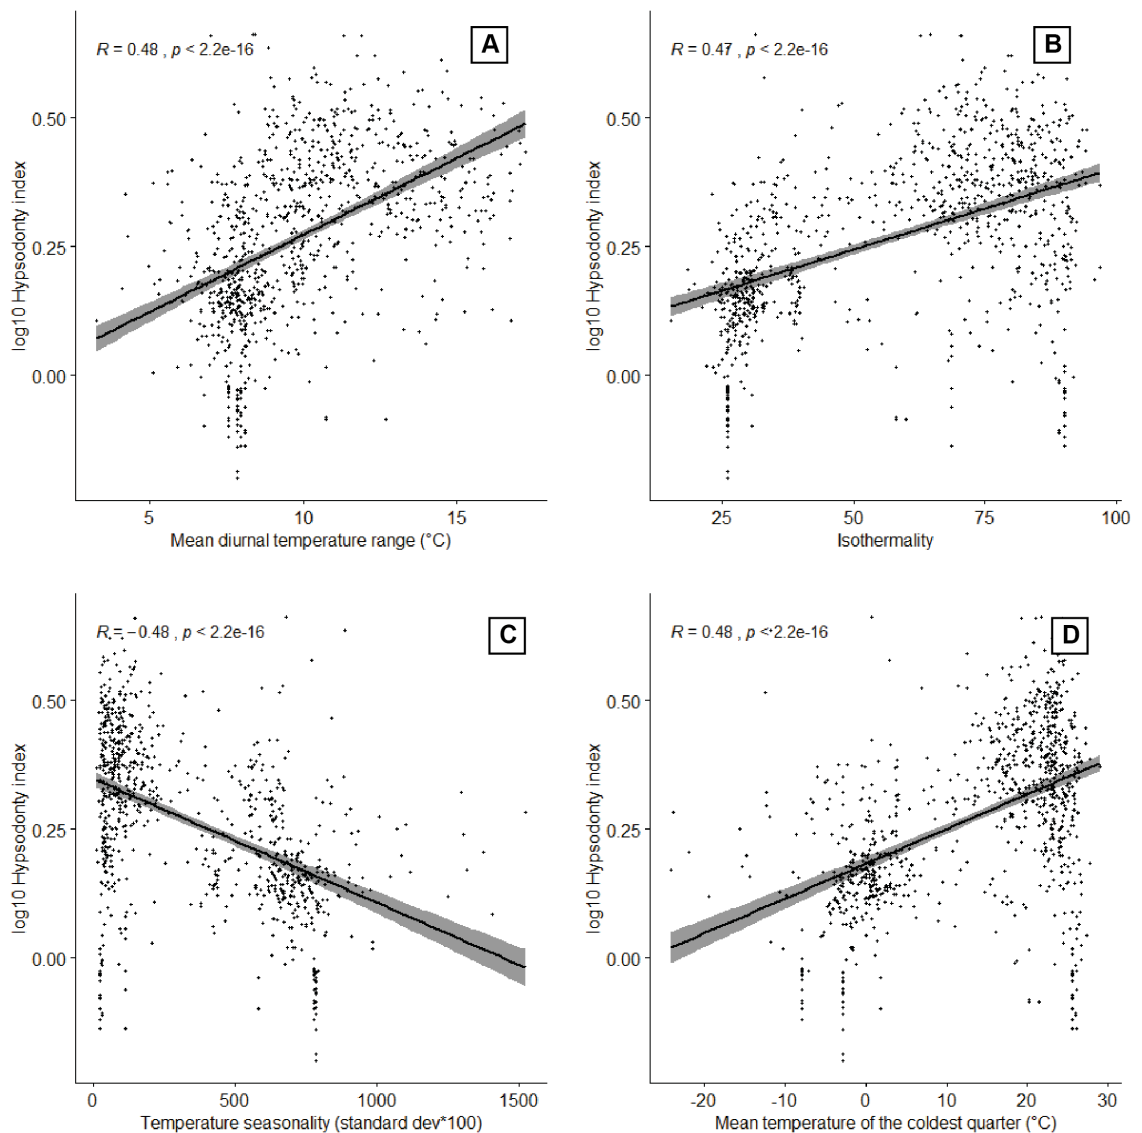 R = 0.48 , p < 2.2e-16
A
log10 Hypsodonty index
0.50
0.25
0.00
5
10
15
Mean diurnal temperature range (°C)
R = 0.47 , p < 2.2e-16
B
log10 Hypsodonty index
0.50
0.25
0.00
25
50
75
100
Isothermality
R = −0.48 , p < 2.2e-16
C
log10 Hypsodonty index
0.50
0.25
0.00
0
500
1000
1500
Temperature seasonality (standard dev*100)
R = 0.48 , p < 2.2e-16
D
log10 Hypsodonty index
0.50
0.25
0.00
-20
-10
0
10
20
30
Mean temperature of the coldest quarter (°C)